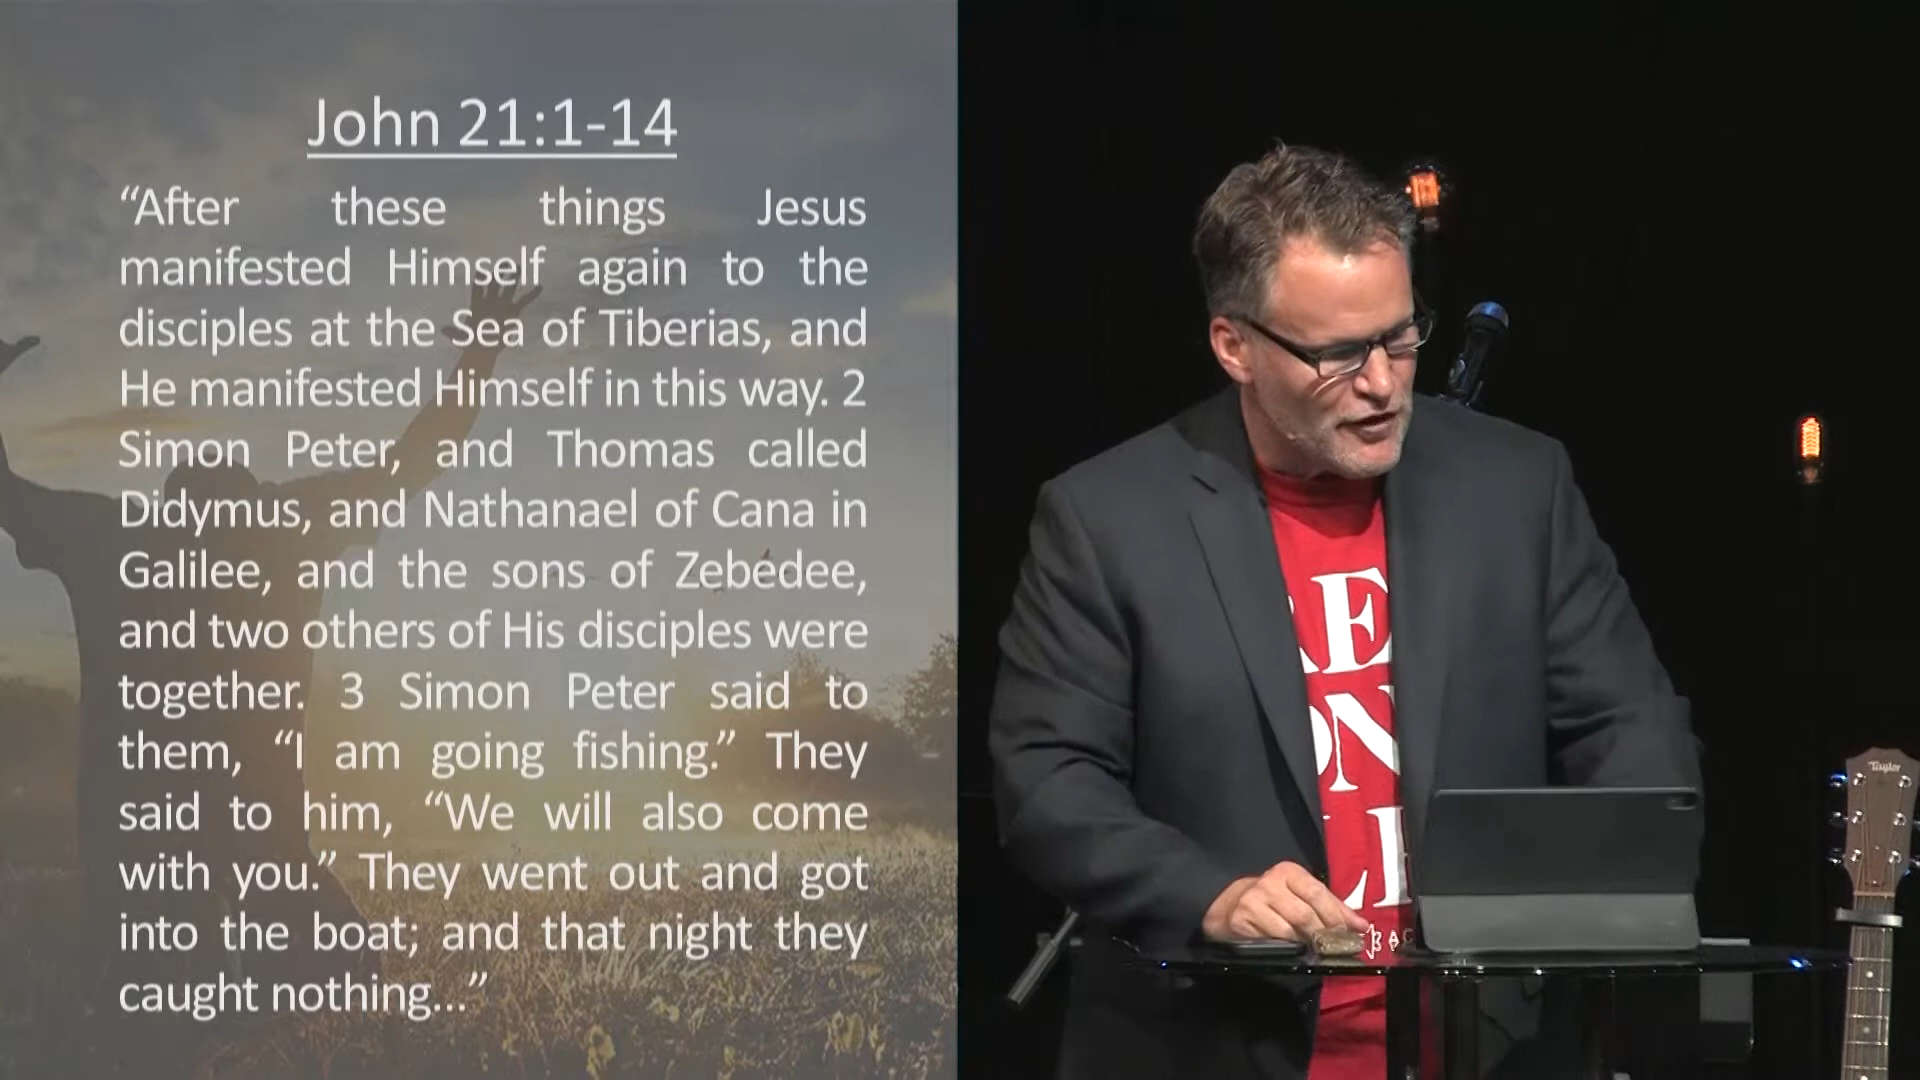 John 21:1-14
“After these things Jesus
manifested Himself again to the
disciples at the Sea of Tiberias, and
He manifested Himself in this way. 2
Simon Peter, and Thomas called
Didymus, and Nathanael of Cana in
Galilee, and the sons of Zebedee,
and two others of His disciples were
together. 3 Simon Peter said to
them, “I am going fishing.” They
said to him, “We will also come
with you.” They went out and got
into the boat; and that night they
caught nothing...”
Taylor